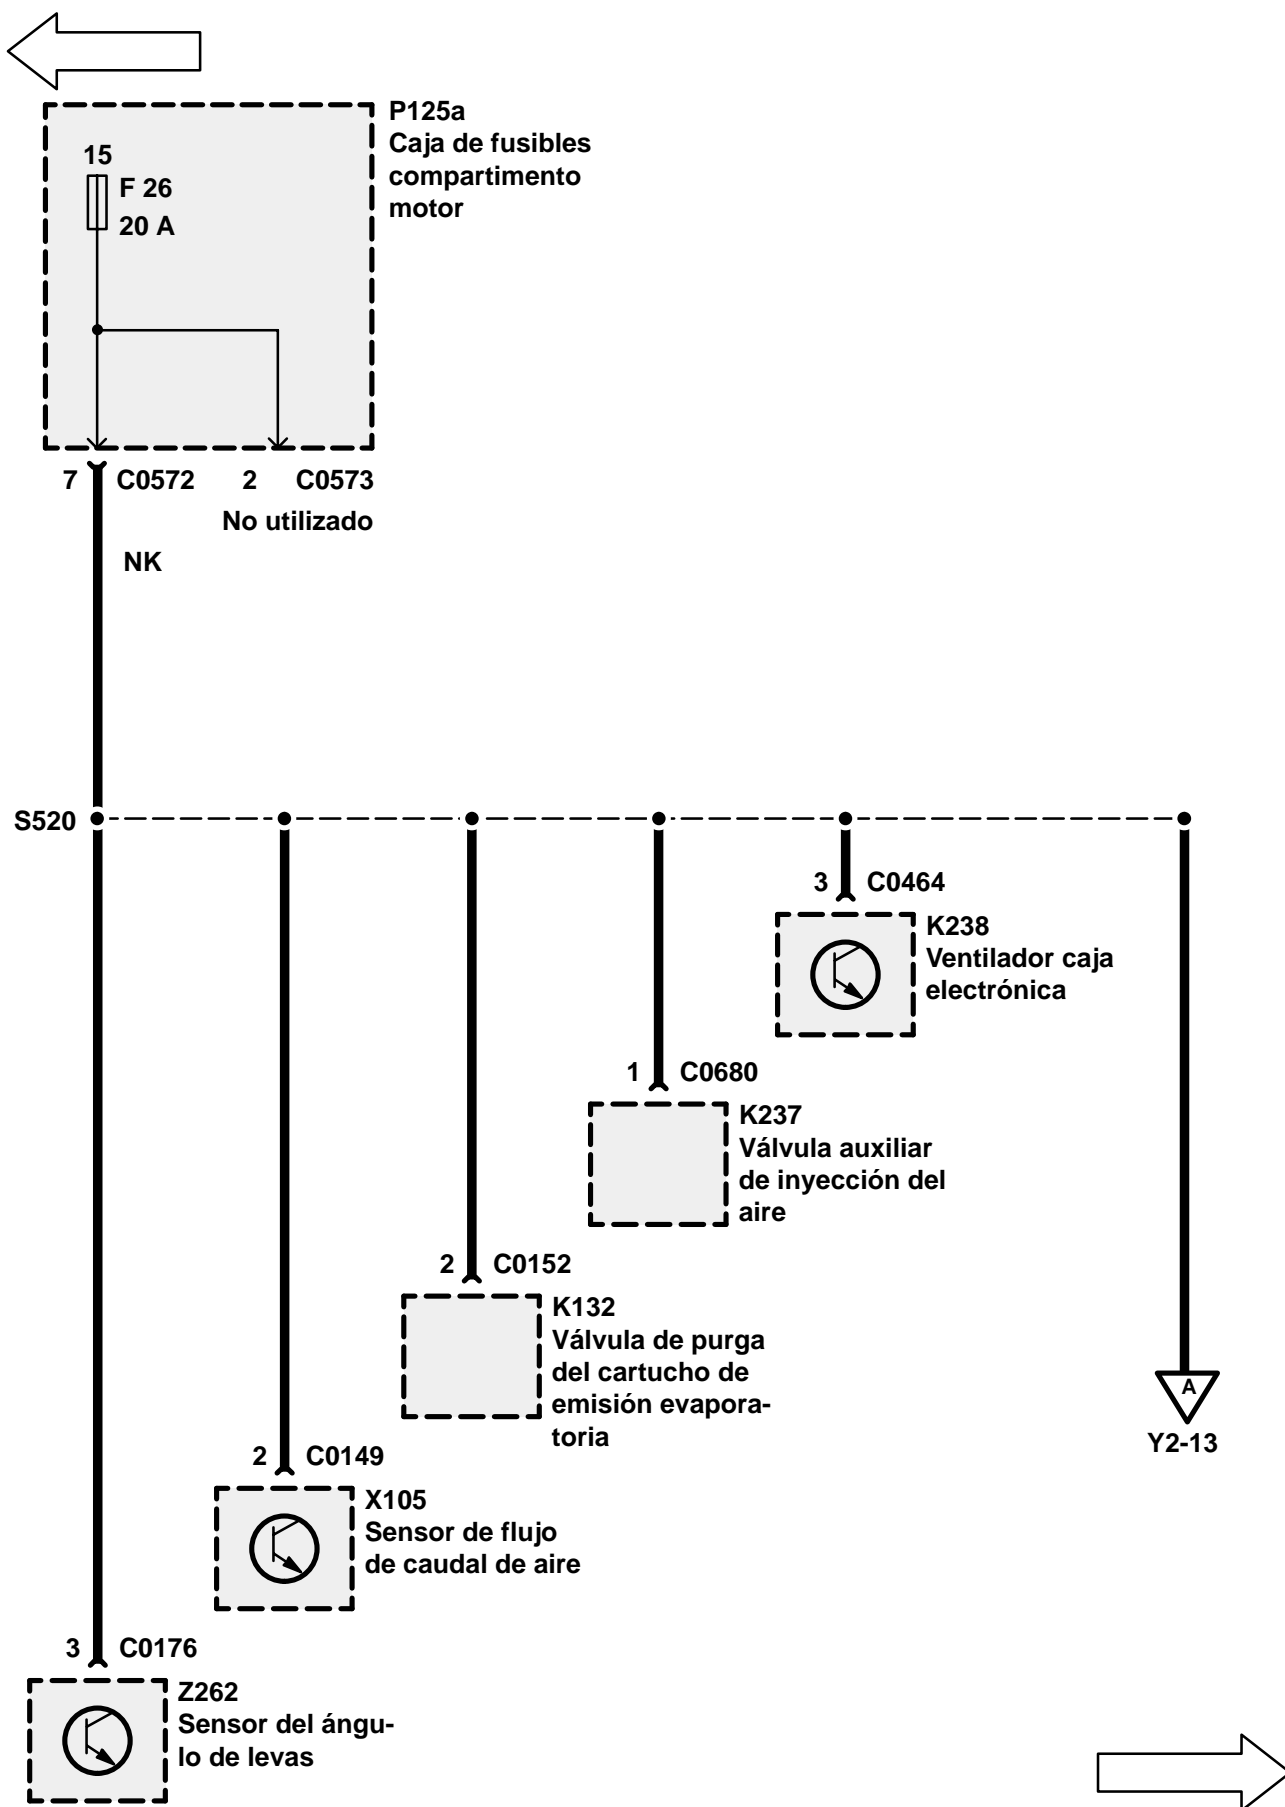 P125a
Caja de fusibles
compartimento
motor
15
F 26
20 A
7 C0572 2 C0573
No utilizado
NK
S520
3 C0464
K238
Ventilador caja
electrónica
1 C0680
K237
Válvula auxiliar
de inyección del
aire
2 C0152
K132
Válvula de purga
del cartucho de
emisión evapora-
toria
A
Y2-13
2 C0149
X105
Sensor de flujo
de caudal de aire
3 C0176
Z262
Sensor del ángu-
lo de levas